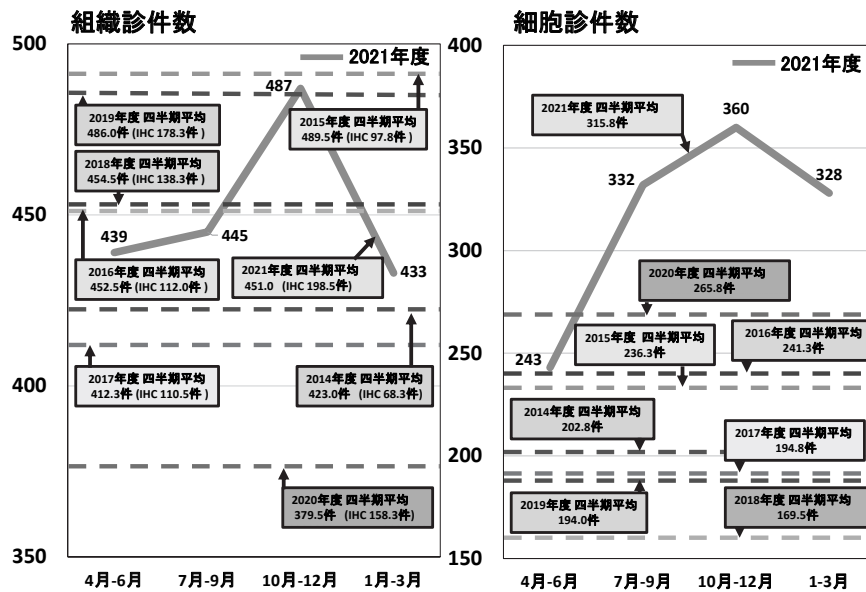 組織診件数
500
450
400
350
2021年度
487
439
445
433
2019年度 四半期平均
486.0件 (IHC 178.3件 )
2015年度 四半期平均
489.5件 (IHC 97.8件 )
2018年度 四半期平均
454.5件 (IHC 138.3件 )
2016年度 四半期平均
452.5件 (IHC 112.0件 )
2021年度 四半期平均
451.0 (IHC 198.5件)
2017年度 四半期平均
412.3件 (IHC 110.5件 )
2014年度 四半期平均
423.0件 (IHC 68.3件 )
2020年度 四半期平均
379.5件 (IHC 158.3件)
4月-6月
7月-9月
10月-12月
1月-3月
細胞診件数
400
350
300
250
200
150
2021年度
2021年度 四半期平均
315.8件
360
332
328
243
2020年度 四半期平均
265.8件
2015年度 四半期平均
236.3件
2016年度 四半期平均
241.3件
2014年度 四半期平均
202.8件
2017年度 四半期平均
194.8件
2019年度 四半期平均
194.0件
2018年度 四半期平均
169.5件
4月-6月
7月-9月
10月-12月
1-3月